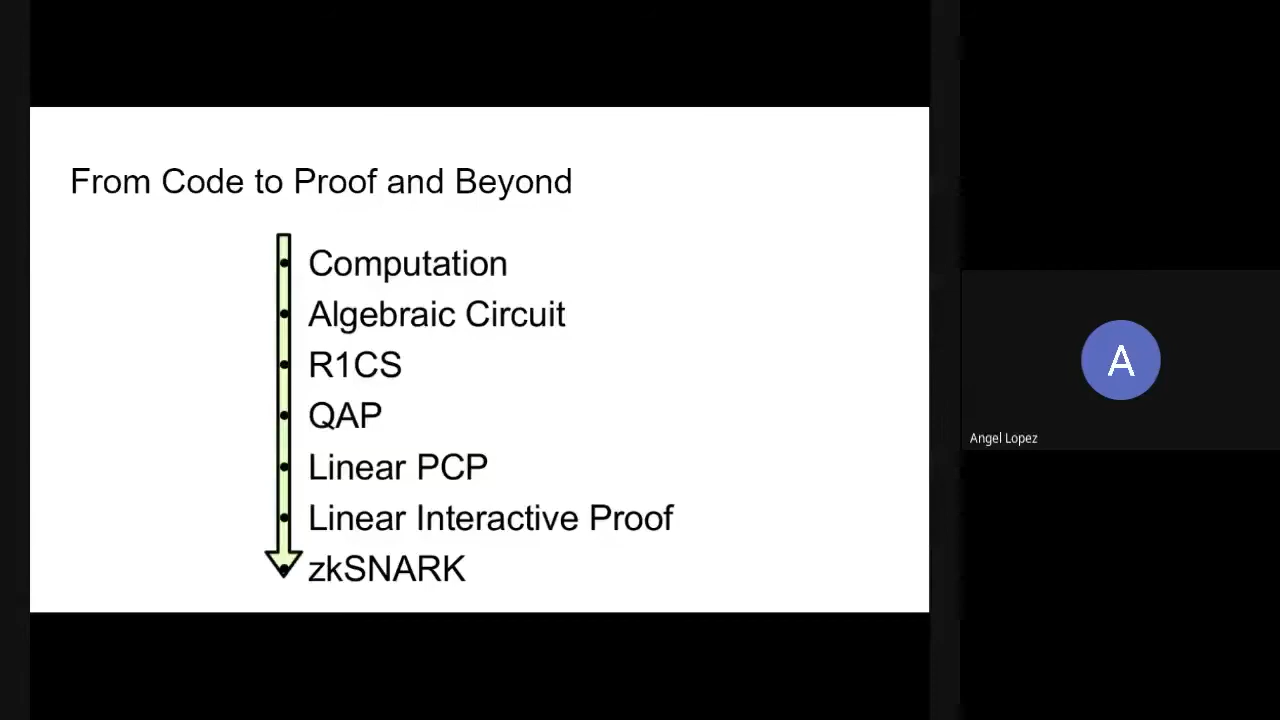 From Code to Proof and Beyond
Computation
Algebraic Circuit
R1CS
QAP
Linear PCP
Linear Interactive Proof
zkSNARK
A
Angel Lopez